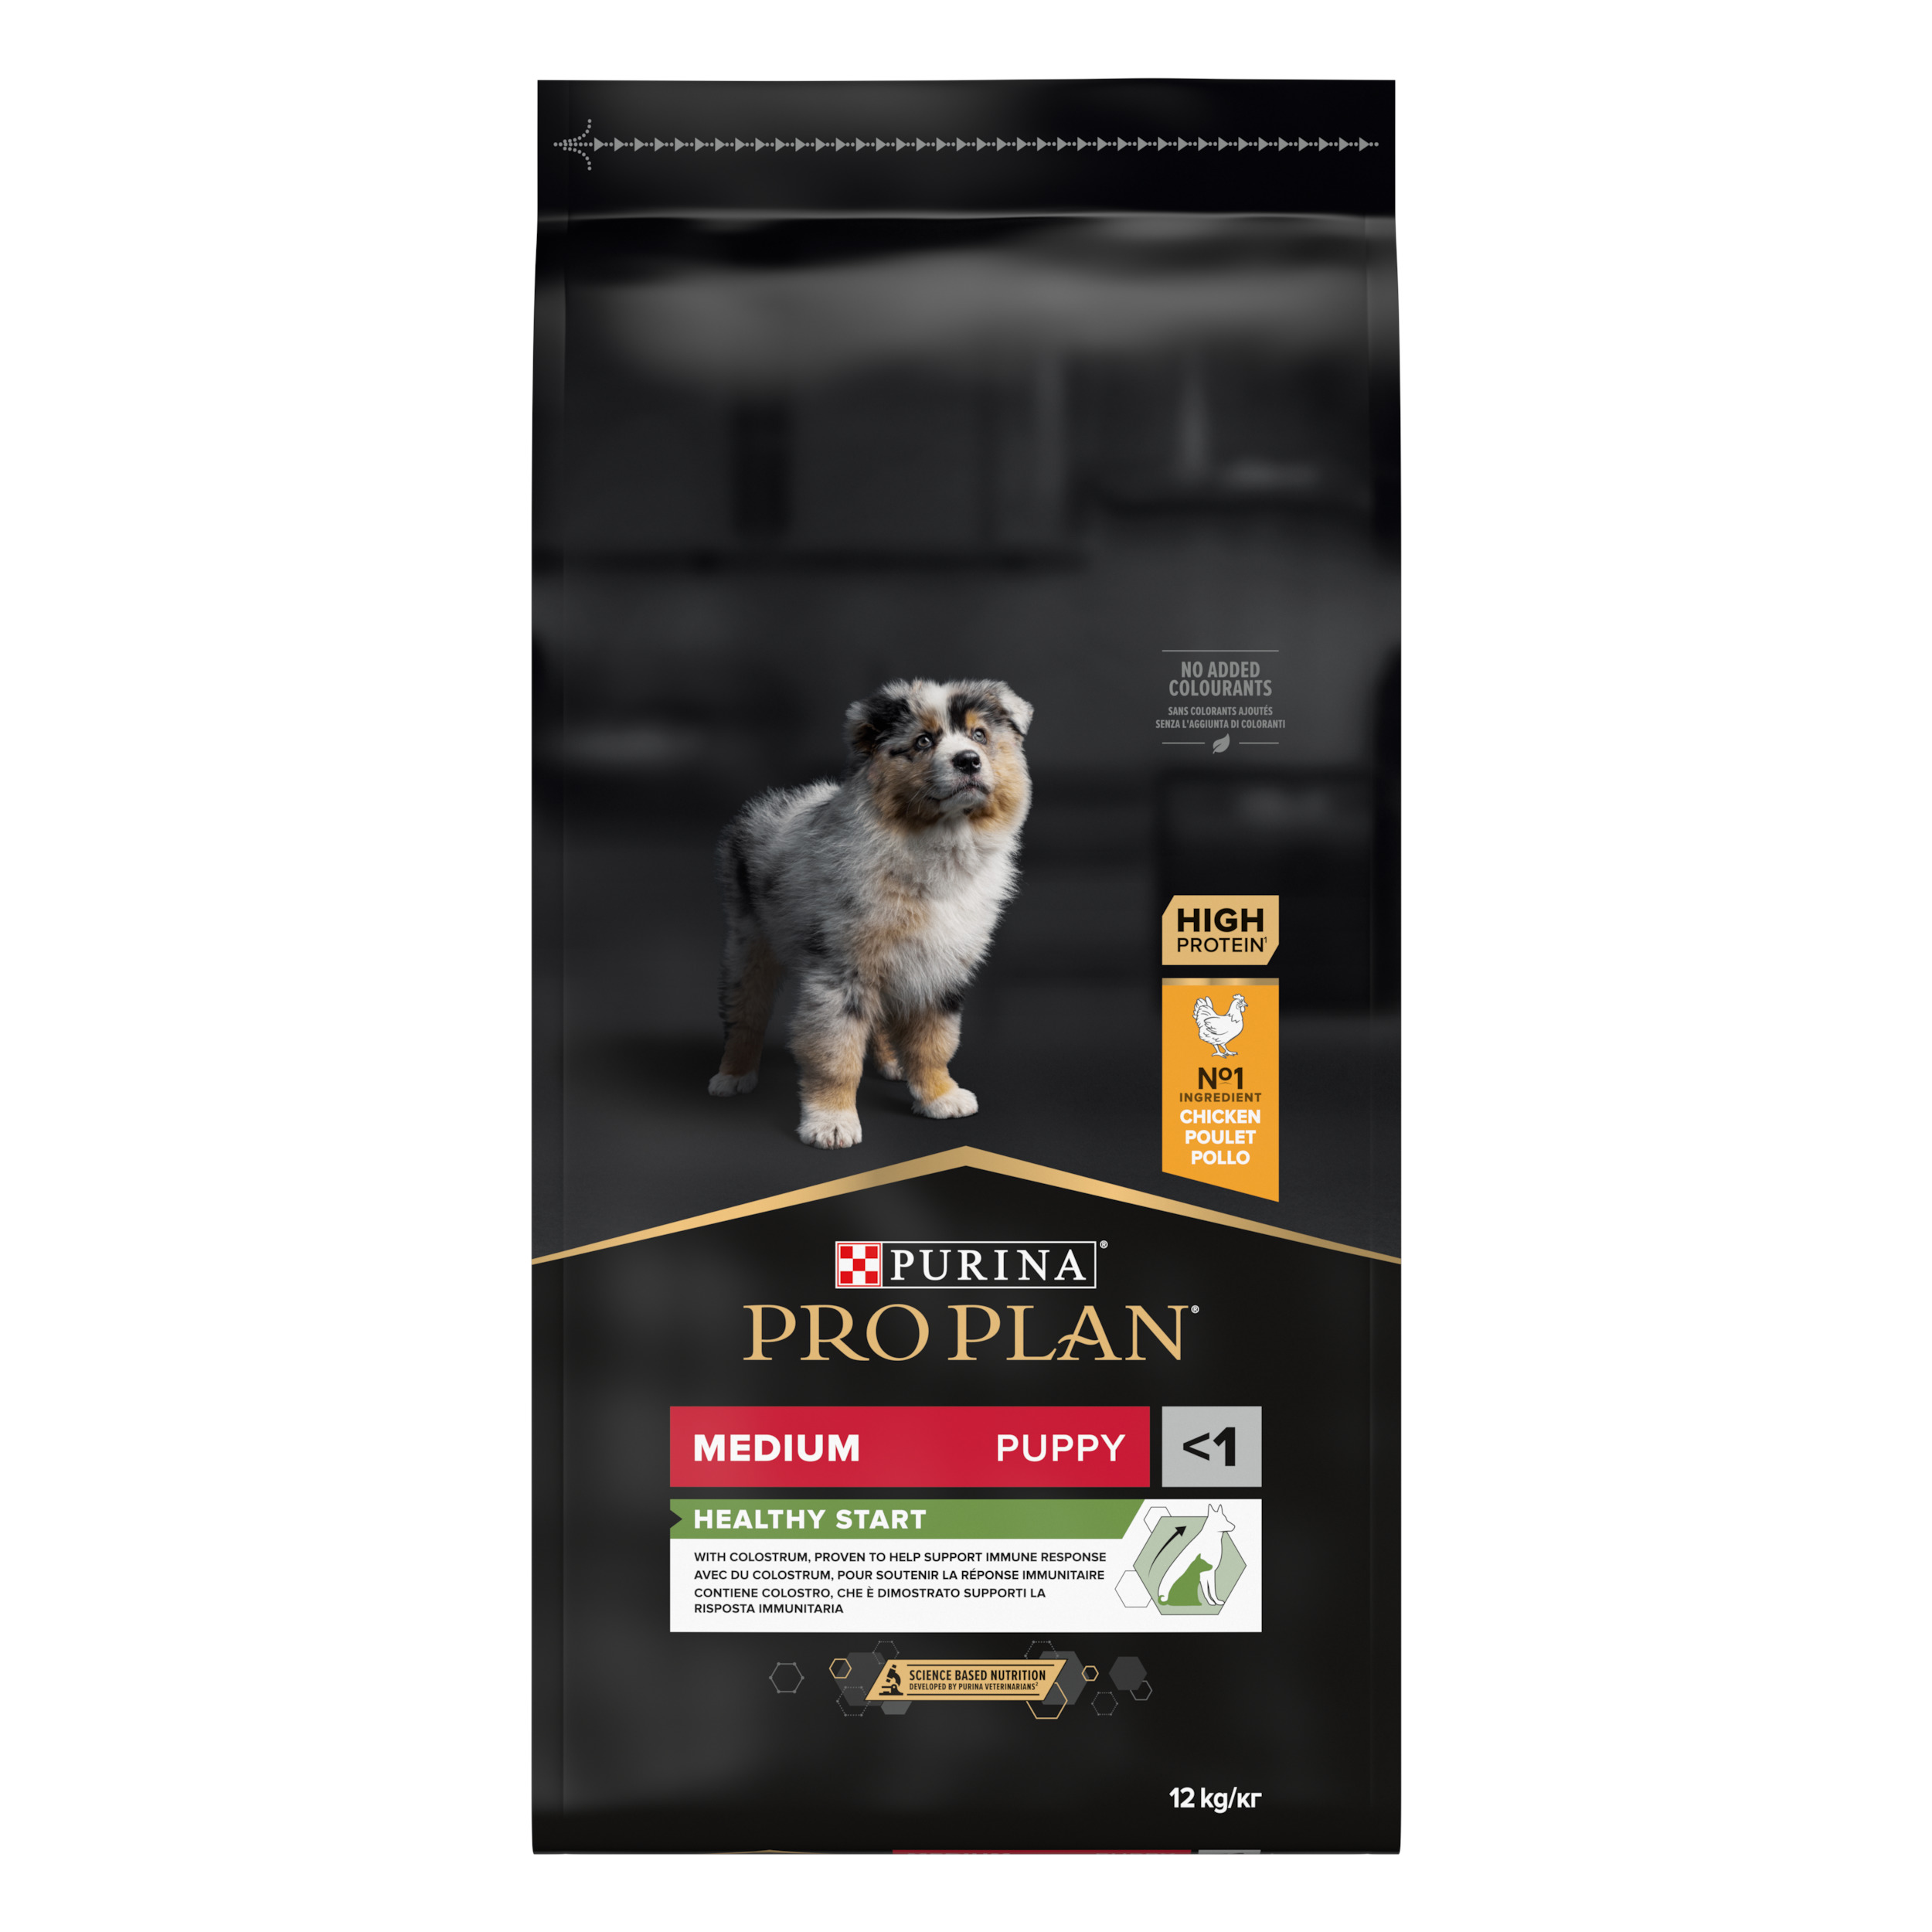 NO ADDED
COLOURANTS
SANS COLORANTS AJOUTÉS
SENZA L'AGGIUNTA DI COLORANTI
HIGH
PROTEIN¹
Nº1
INGREDIENT
CHICKEN
POULET
POLLO
PURINA®
PRO PLAN®
MEDIUM PUPPY <1
HEALTHY START
WITH COLOSTRUM, PROVEN TO HELP SUPPORT IMMUNE RESPONSE
AVEC DU COLOSTRUM, POUR SOUTENIR LA RÉPONSE IMMUNITAIRE
CONTIENE COLOSTRO, CHE È DIMOSTRATO SUPPORTI LA
RISPOSTA IMMUNITARIA
SCIENCE BASED NUTRITION
DEVELOPED BY PURINA VETERINARIANS²
12 kg/кг